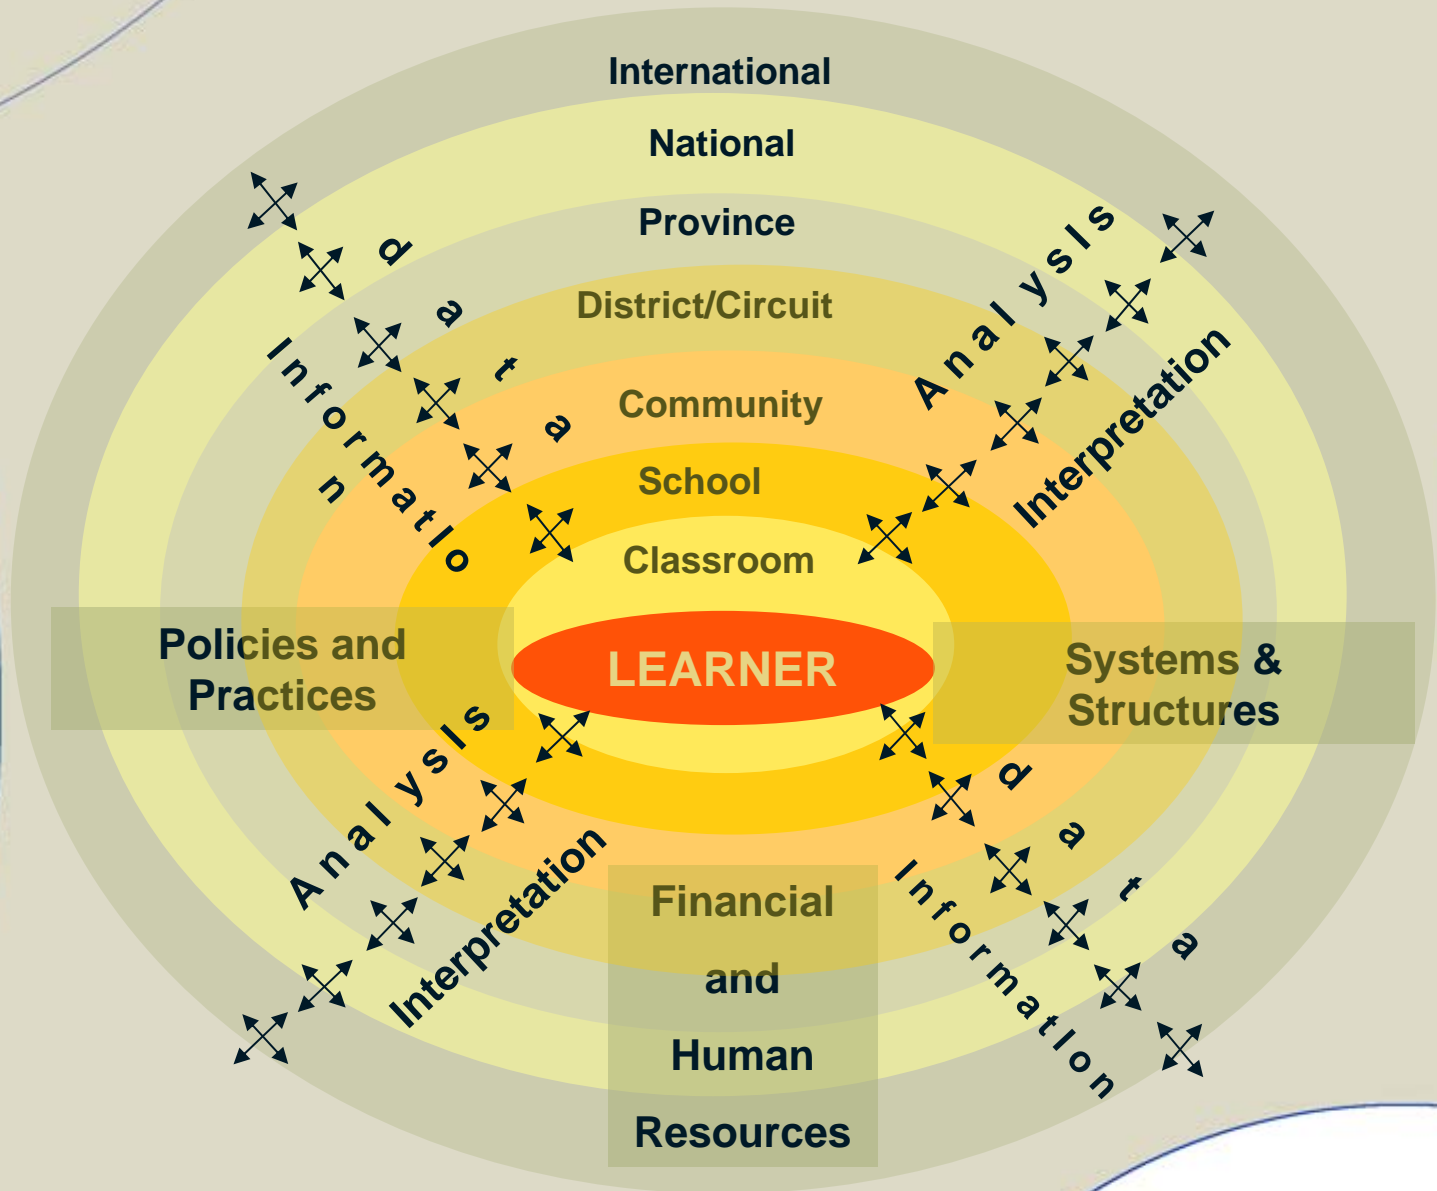 International
National
Province
District/Circuit
Community
School
Classroom
LEARNER
data
Informatio
n
Analysis
Interpretation
Policies and
Practices
Systems &
Structures
Analysis
Interpretation
data
Information
Financial
and
Human
Resources